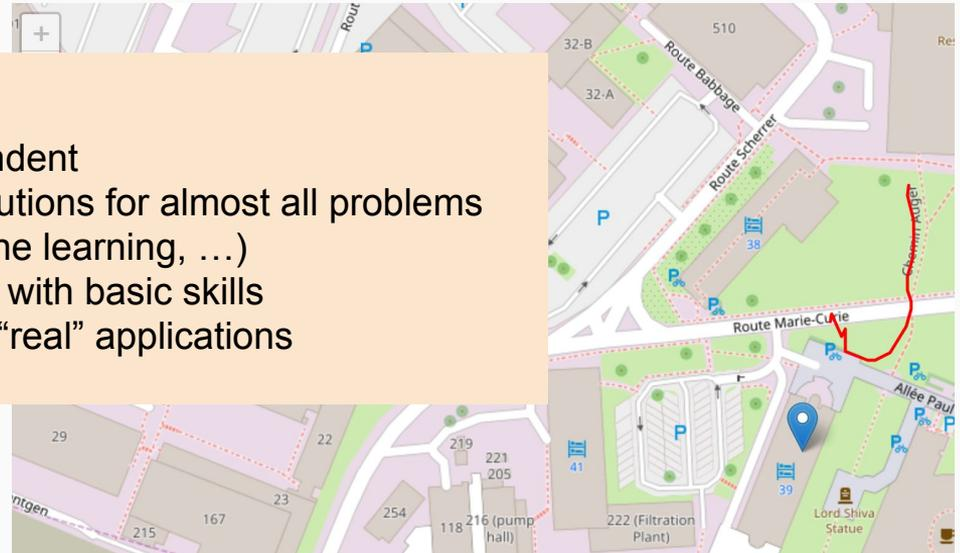 +
510
Route Babbage
32-B
32-A
Route Scherrer
P
P
38
P
P
Chemin Auger
Route Marie-Curie
P
P
Allée Paul
P
P
P
P
41
39
Lord Shiva
Statue
ndent
utions for almost all problems
ne learning, …)
with basic skills
“real” applications
29
22
23
167
215
219
221
205
254
118
216 (pump
hall)
222 (Filtration
Plant)